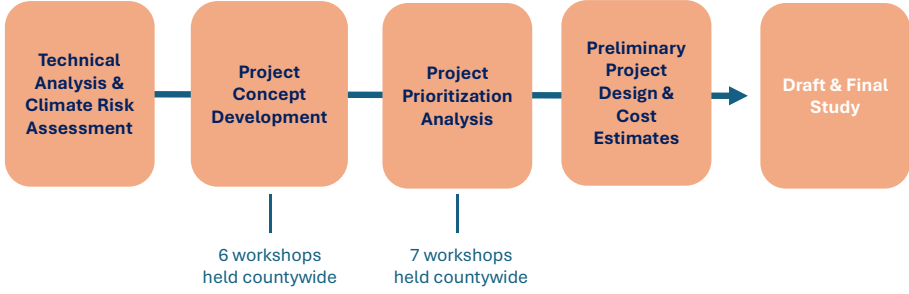 Technical
Analysis &
Climate Risk
Assessment
Project
Concept
Development
Project
Prioritization
Analysis
Preliminary
Project
Design &
Cost
Estimates
Draft & Final
Study
6 workshops
held countywide
7 workshops
held countywide